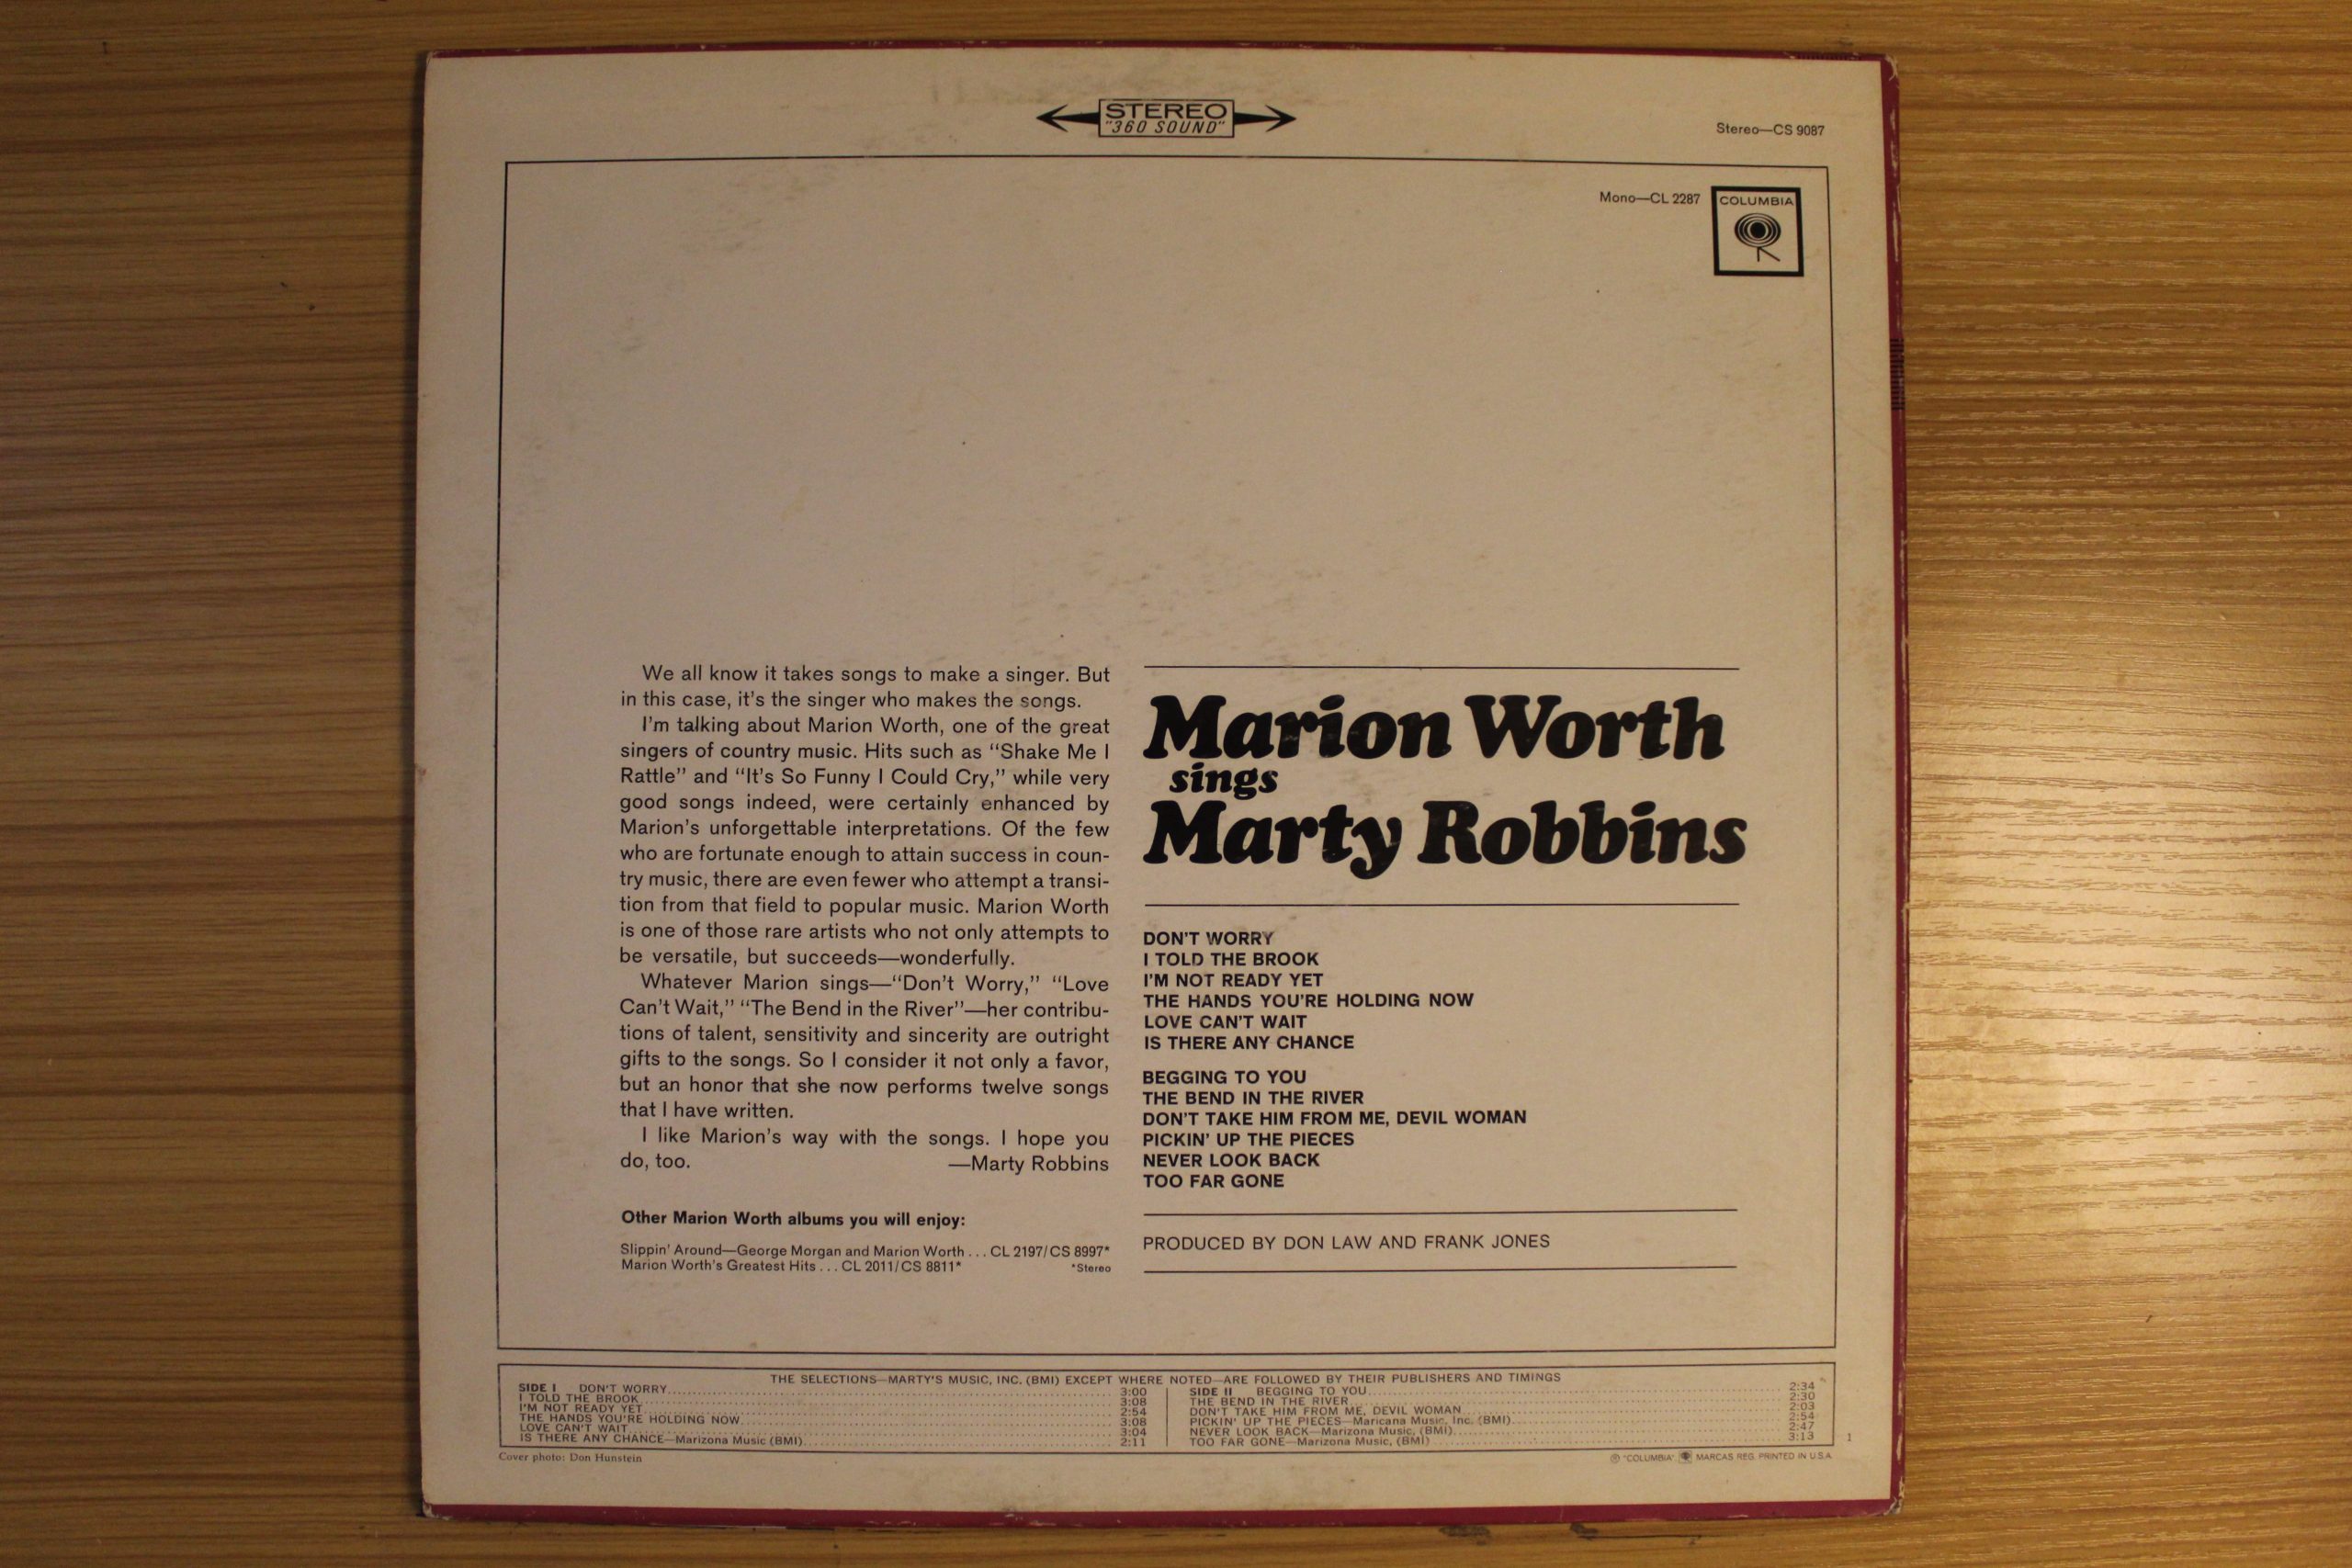 STEREO
"360 SOUND"
Stereo—CS 9087
Mono—CL 2287
COLUMBIA
We all know it takes songs to make a singer. But
in this case, it's the singer who makes the songs.
I'm talking about Marion Worth, one of the great
singers of country music. Hits such as "Shake Me I
Rattle" and "It's So Funny I Could Cry," while very
good songs indeed, were certainly enhanced by
Marion's unforgettable interpretations. Of the few
who are fortunate enough to attain success in coun-
try music, there are even fewer who attempt a transi-
tion from that field to popular music. Marion Worth
is one of those rare artists who not only attempts to
be versatile, but succeeds—wonderfully.
Whatever Marion sings—"Don't Worry," "Love
Can't Wait," "The Bend in the River"—her contribu-
tions of talent, sensitivity and sincerity are outright
gifts to the songs. So I consider it not only a favor,
but an honor that she now performs twelve songs
that I have written.
I like Marion's way with the songs. I hope you
do, too. —Marty Robbins
Other Marion Worth albums you will enjoy:
Slippin' Around—George Morgan and Marion Worth . . . CL 2197/CS 8997*
Marion Worth's Greatest Hits . . . CL 2011/CS 8811* *Stereo
Marion Worth
sings
Marty Robbins
DON'T WORRY
I TOLD THE BROOK
I'M NOT READY YET
THE HANDS YOU'RE HOLDING NOW
LOVE CAN'T WAIT
IS THERE ANY CHANCE
BEGGING TO YOU
THE BEND IN THE RIVER
DON'T TAKE HIM FROM ME, DEVIL WOMAN
PICKIN' UP THE PIECES
NEVER LOOK BACK
TOO FAR GONE
PRODUCED BY DON LAW AND FRANK JONES
THE SELECTIONS—MARTY'S MUSIC, INC. (BMI) EXCEPT WHERE NOTED—ARE FOLLOWED BY THEIR PUBLISHERS AND TIMINGS
SIDE I DON'T WORRY 3:00
I TOLD THE BROOK 3:08
I'M NOT READY YET 2:54
THE HANDS YOU'RE HOLDING NOW 3:08
LOVE CAN'T WAIT 3:04
IS THERE ANY CHANCE—Marizona Music (BMI) 2:11
SIDE II BEGGING TO YOU 2:34
THE BEND IN THE RIVER 2:30
DON'T TAKE HIM FROM ME, DEVIL WOMAN 2:03
PICKIN' UP THE PIECES—Maricana Music, Inc. (BMI) 2:54
NEVER LOOK BACK—Marizona Music, (BMI) 2:47
TOO FAR GONE—Marizona Music, (BMI) 3:13
1
Cover photo: Don Hunstein
® "COLUMBIA" MARCAS REG. PRINTED IN U.S.A.